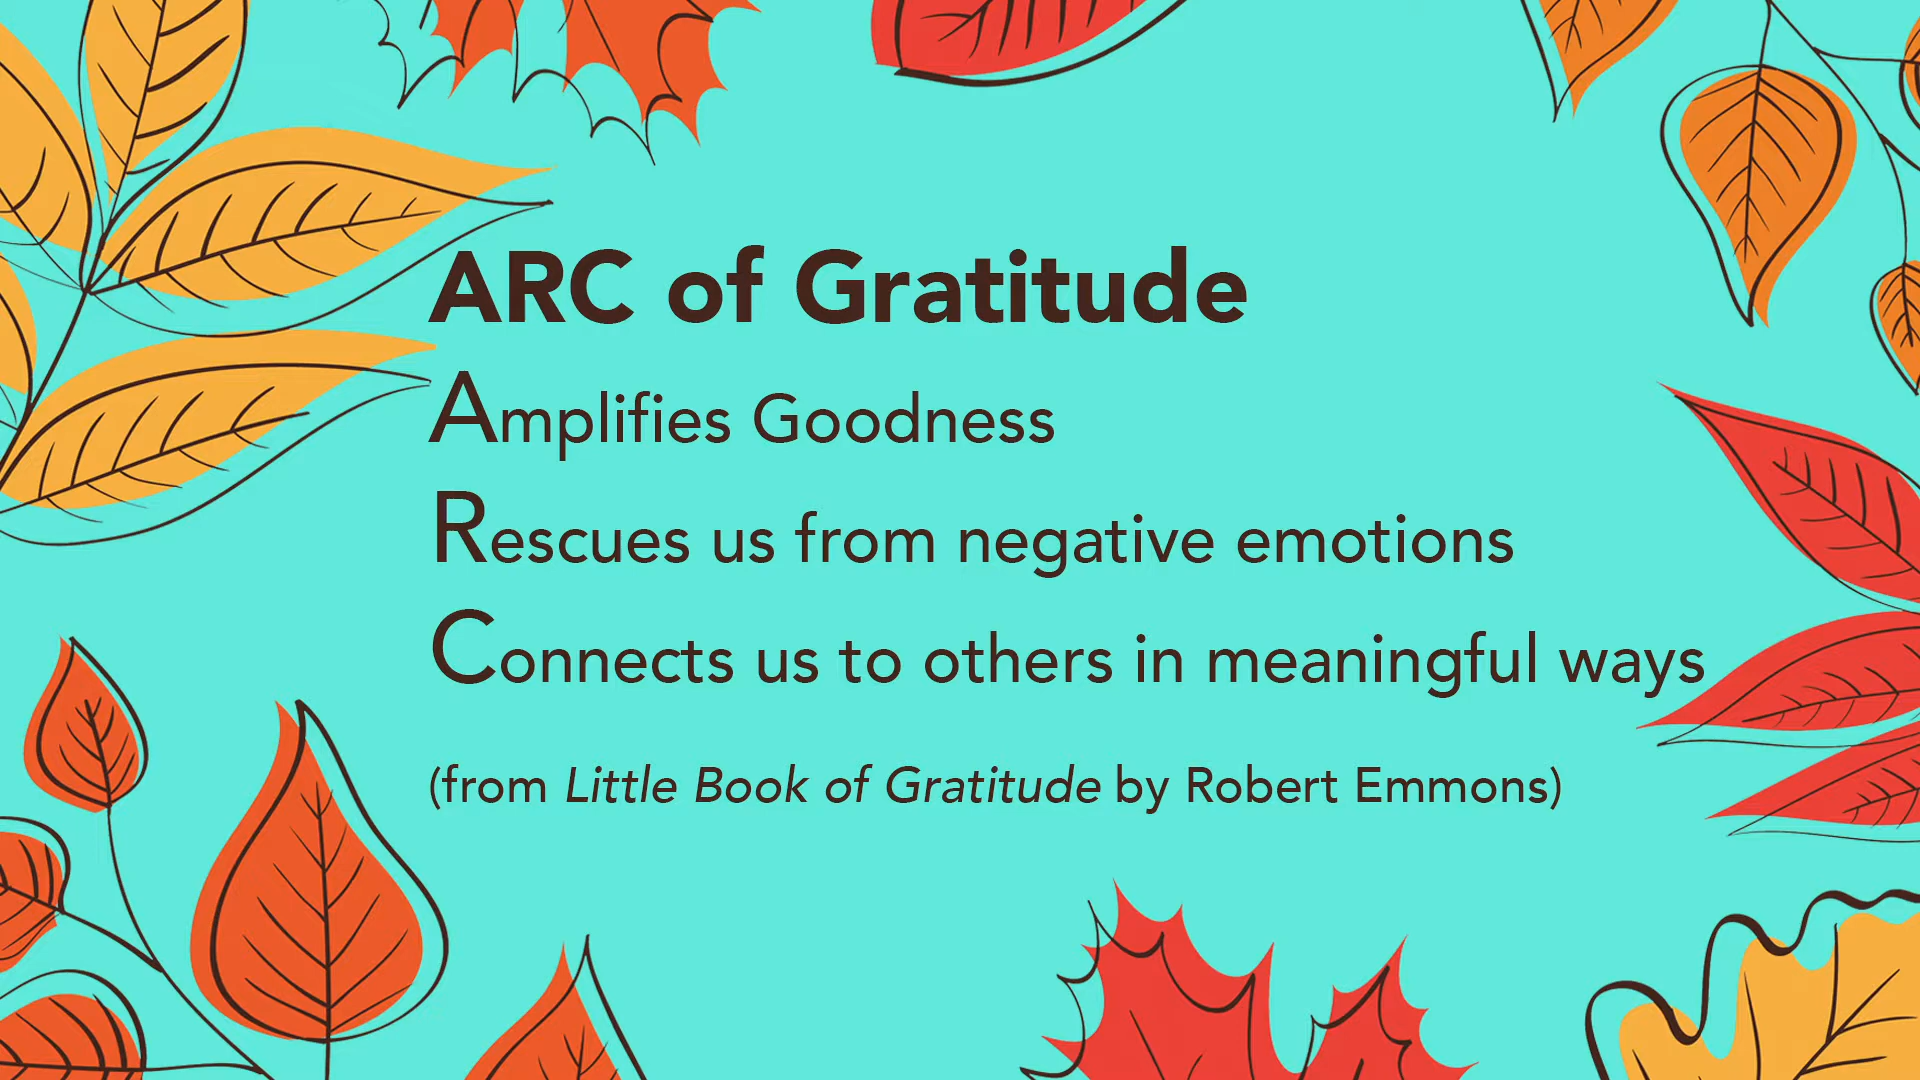 ARC of Gratitude
Amplifies Goodness
Rescues us from negative emotions
Connects us to others in meaningful ways
(from Little Book of Gratitude by Robert Emmons)